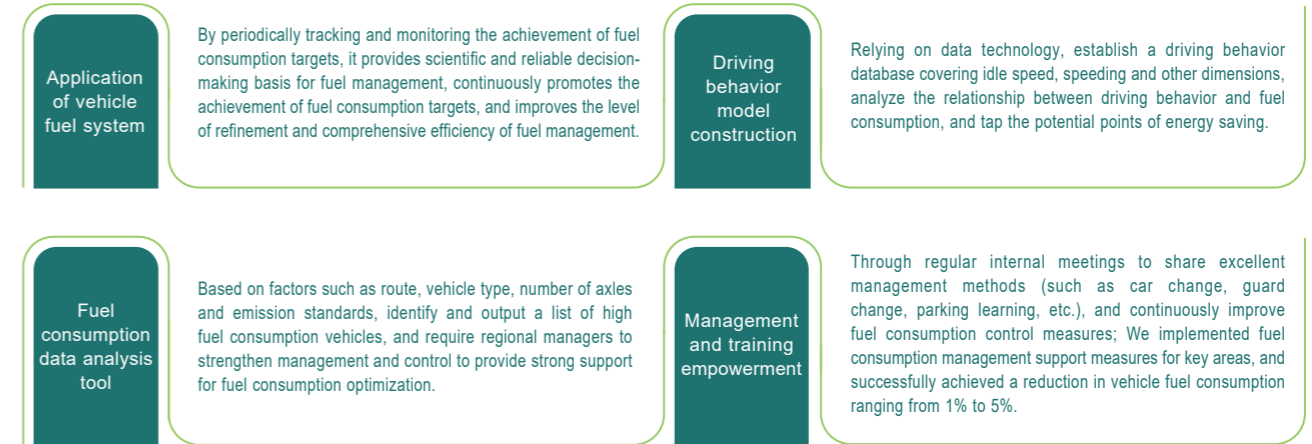 Application
of vehicle
fuel system
By periodically tracking and monitoring the achievement of fuel
consumption targets, it provides scientific and reliable decision-
making basis for fuel management, continuously promotes the
achievement of fuel consumption targets, and improves the level
of refinement and comprehensive efficiency of fuel management.
Driving
behavior
model
construction
Relying on data technology, establish a driving behavior
database covering idle speed, speeding and other dimensions,
analyze the relationship between driving behavior and fuel
consumption, and tap the potential points of energy saving.
Fuel
consumption
data analysis
tool
Based on factors such as route, vehicle type, number of axles
and emission standards, identify and output a list of high
fuel consumption vehicles, and require regional managers to
strengthen management and control to provide strong support
for fuel consumption optimization.
Management
and training
empowerment
Through regular internal meetings to share excellent
management methods (such as car change, guard
change, parking learning, etc.), and continuously improve
fuel consumption control measures; We implemented fuel
consumption management support measures for key areas, and
successfully achieved a reduction in vehicle fuel consumption
ranging from 1% to 5%.